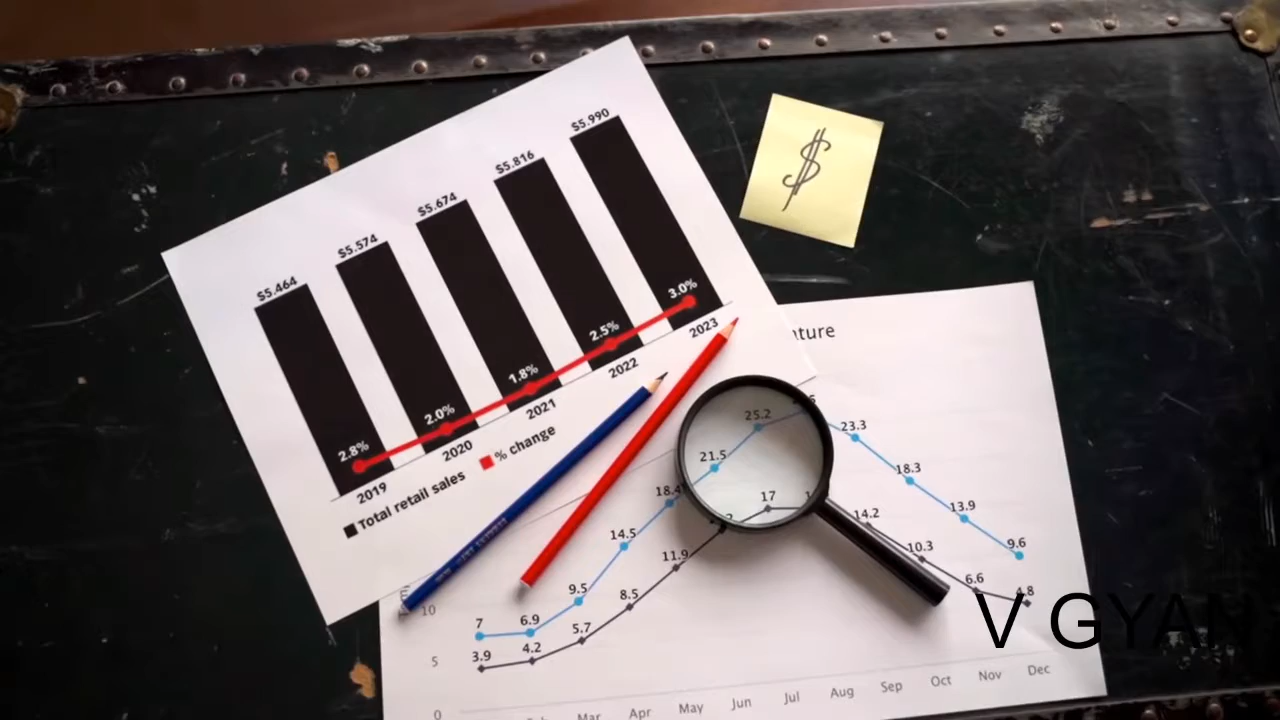 $5.464 $5.574 $5.674 $5.816 $5.990
2.8% 2.0% 1.8% 2.5% 3.0%
2019 2020 2021 2022 2023
Total retail sales % change
$
25.2 23.3
21.5 18.3
18.4 17 14.2 13.9
14.5 11.9 10.3 9.6
9.5 8.5 6.6 4.8
7 6.9 5.7
3.9 4.2
10
5
0
Mar Apr May Jun Jul Aug Sep Oct Nov Dec
V GYAN